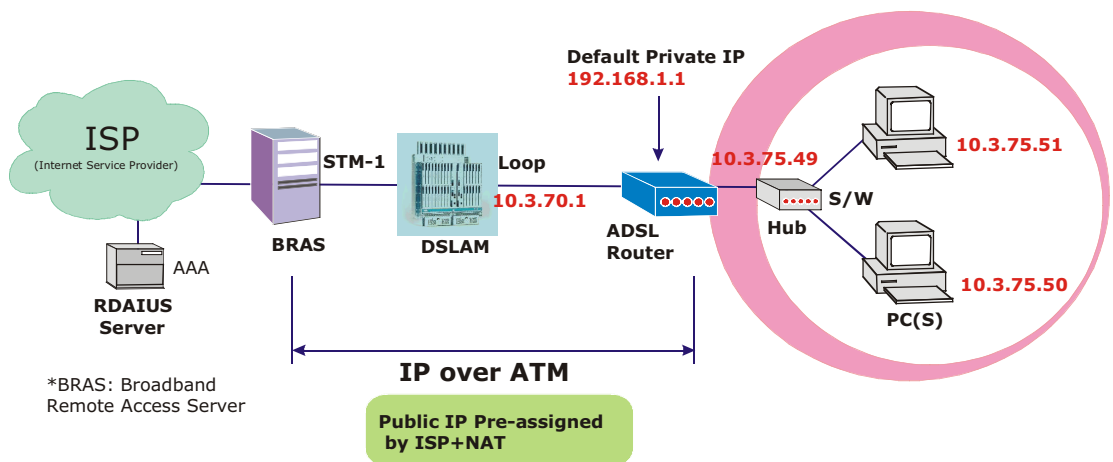 Default Private IP
192.168.1.1
ISP
(Internet Service Provider)
STM-1
Loop
10.3.70.1
10.3.75.49
10.3.75.51
S/W
Hub
BRAS
DSLAM
ADSL
Router
AAA
RDAIUS
Server
10.3.75.50
PC(S)
IP over ATM
*BRAS: Broadband
Remote Access Server
Public IP Pre-assigned
by ISP+NAT